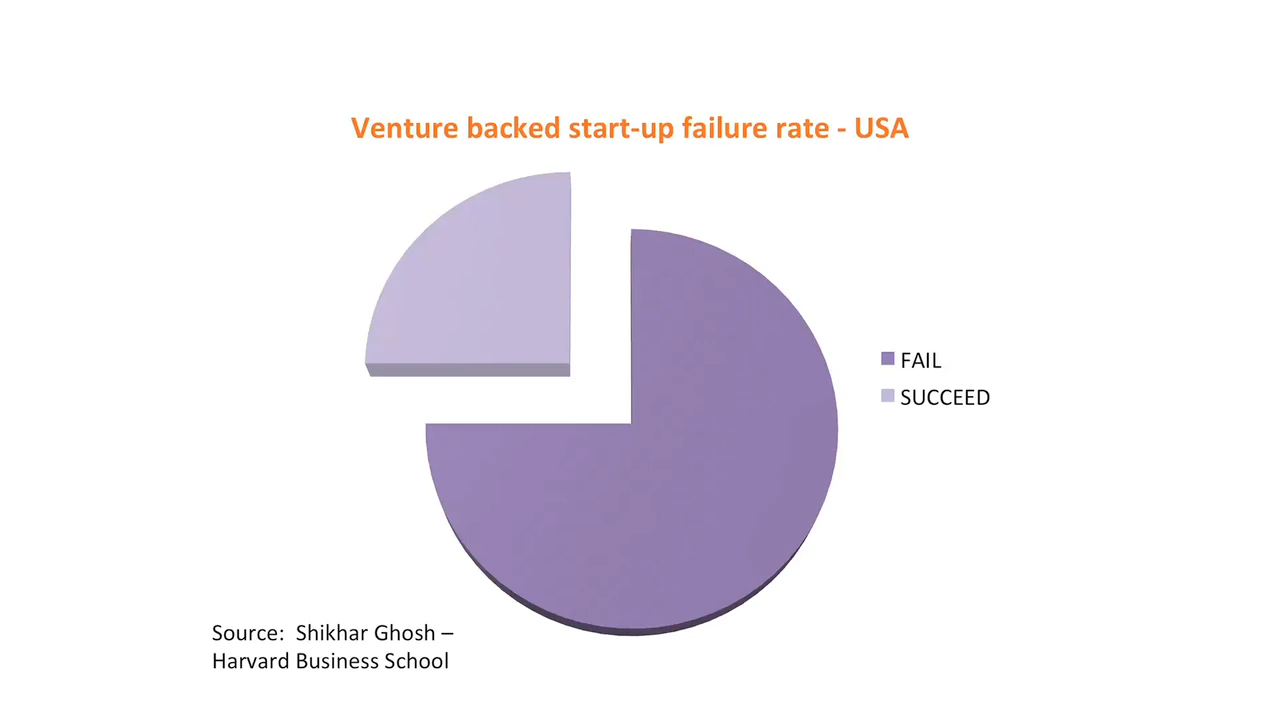 Venture backed start-up failure rate - USA
FAIL
SUCCEED
Source:  Shikhar Ghosh –
Harvard Business School